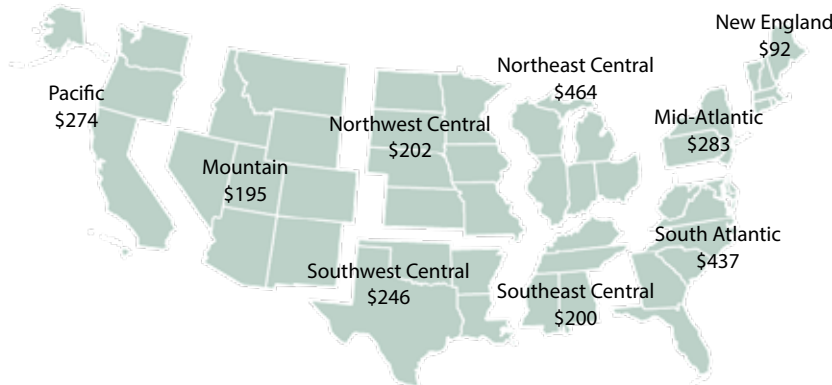 New England
$92
Northeast Central
$464
Pacific
$274
Mid-Atlantic
$283
Northwest Central
$202
Mountain
$195
South Atlantic
$437
Southwest Central
$246
Southeast Central
$200